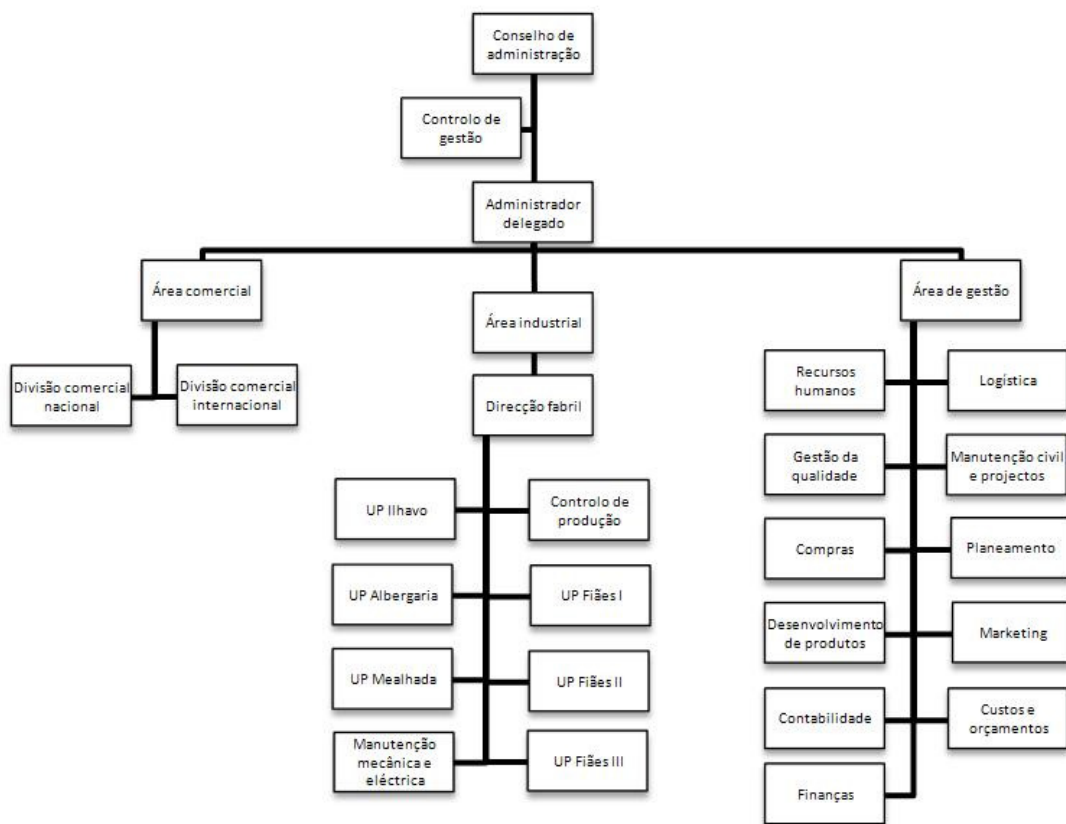 Conselho de
administração
Controlo de
gestão
Administrador
delegado
Área comercial
Área industrial
Área de gestão
Divisão comercial
nacional
Divisão comercial
internacional
Direcção fabril
UP Ilhavo
Controlo de
produção
UP Albergaria
UP Fiães I
UP Mealhada
UP Fiães II
Manutenção
mecânica e
eléctrica
UP Fiães III
Recursos
humanos
Logística
Gestão da
qualidade
Manutenção civil
e projectos
Compras
Planeamento
Desenvolvimento
de produtos
Marketing
Contabilidade
Custos e
orçamentos
Finanças